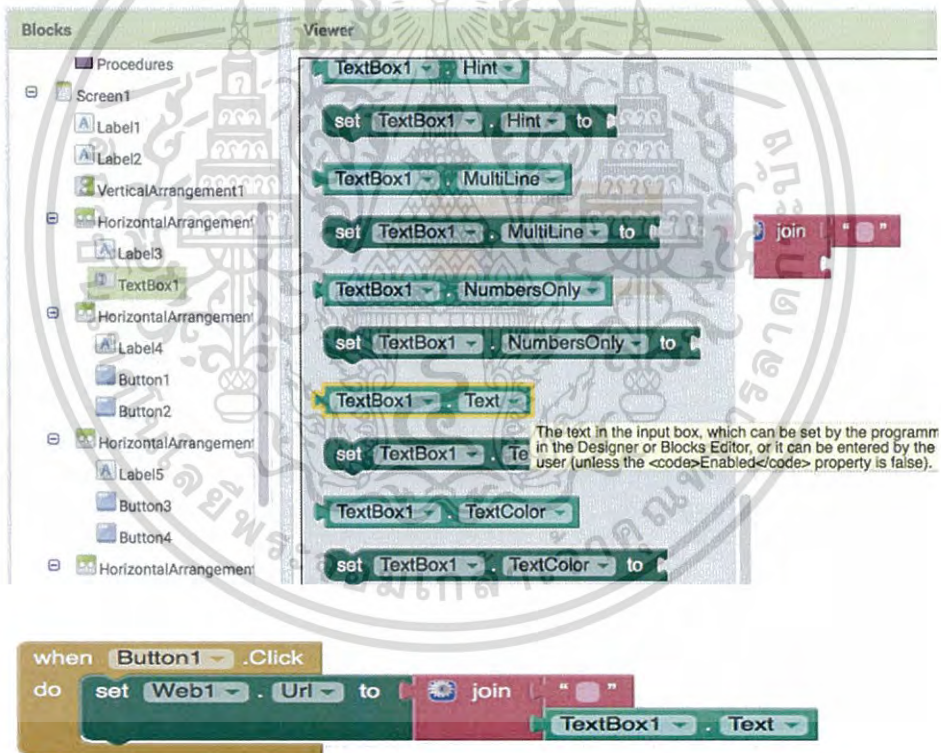 Blocks
Viewer
Procedures
Screen1
Label1
Label2
VerticalArrangement1
HorizontalArrangement
Label3
TextBox1
HorizontalArrangement
Label4
Button1
Button2
HorizontalArrangement
Label5
Button3
Button4
HorizontalArrangement
TextBox1 . Hint
set TextBox1 . Hint to
TextBox1 . MultiLine
set TextBox1 . MultiLine to
join " "
TextBox1 . NumbersOnly
set TextBox1 . NumbersOnly to
TextBox1 . Text
set TextBox1 . Te
The text in the input box, which can be set by the programm
in the Designer or Blocks Editor, or it can be entered by the
user (unless the <code>Enabled</code> property is false).
TextBox1 . TextColor
set TextBox1 . TextColor to
when Button1 .Click
do set Web1 . Url to join " "
TextBox1 . Text